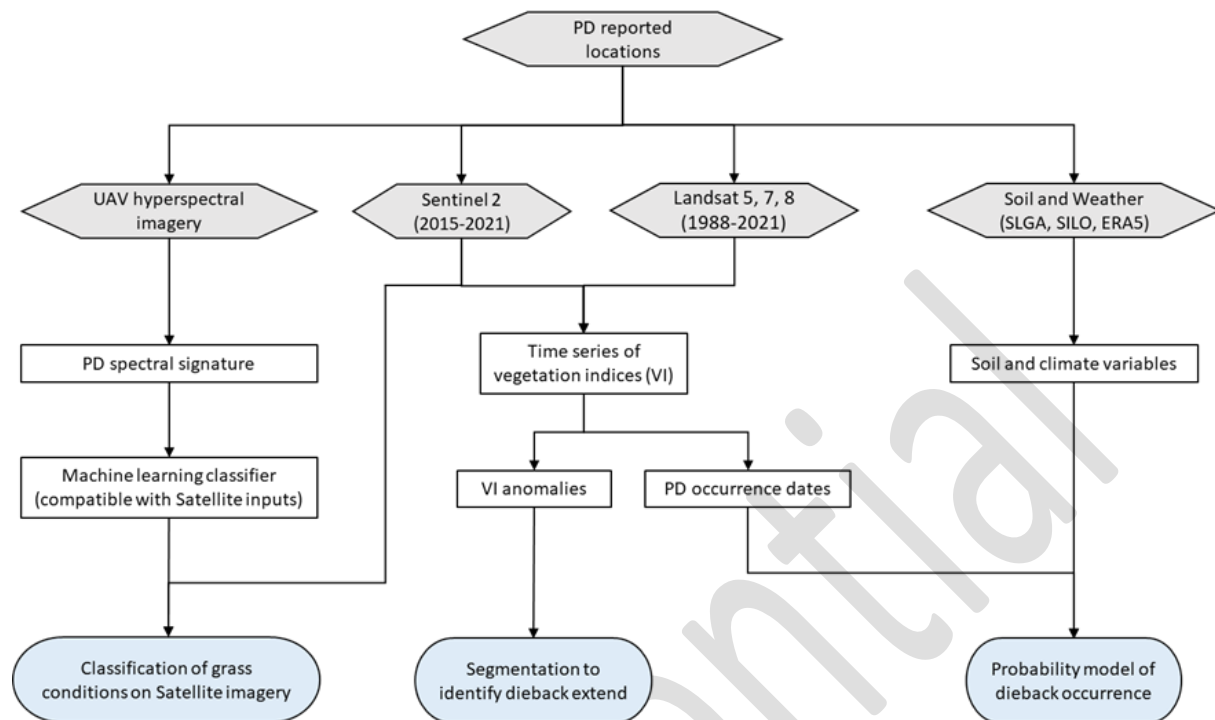 PD reported
locations
UAV hyperspectral
imagery
Sentinel 2
(2015-2021)
Landsat 5, 7, 8
(1988-2021)
Soil and Weather
(SLGA, SILO, ERA5)
PD spectral signature
Time series of
vegetation indices (VI)
Soil and climate variables
Machine learning classifier
(compatible with Satellite inputs)
VI anomalies
PD occurrence dates
Classification of grass
conditions on Satellite imagery
Segmentation to
identify dieback extend
Probability model of
dieback occurrence
ntial